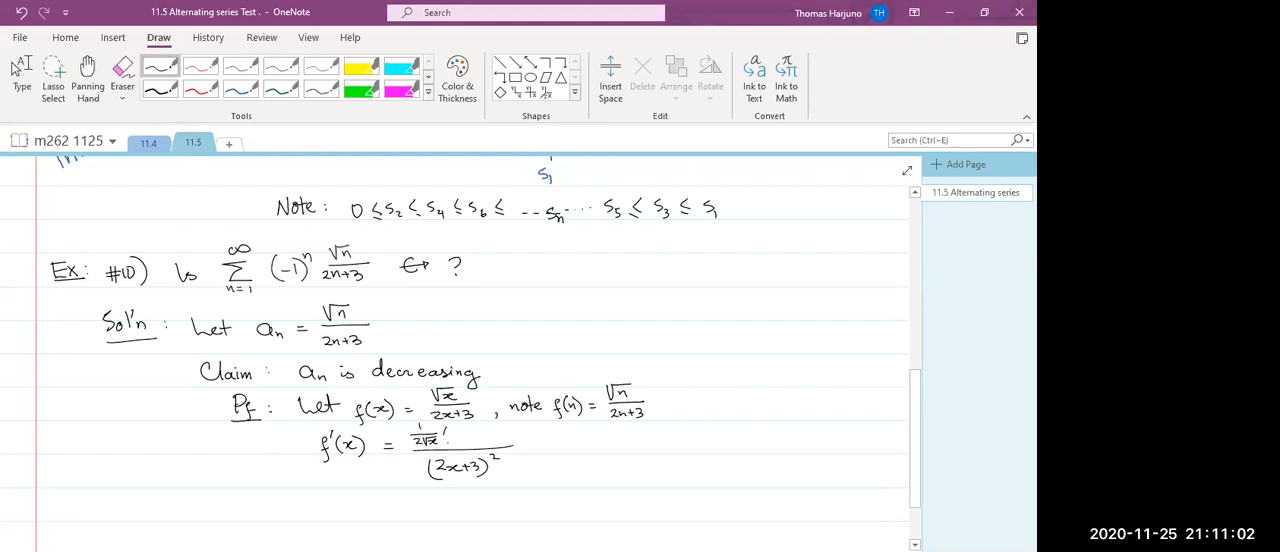 11.5 Alternating series Test . - OneNote
Search
Thomas Harjuno TH
File Home Insert Draw History Review View Help
Type Lasso Select Panning Hand Eraser Color & Thickness Insert Space Delete Arrange Rotate Ink to Text Ink to Math
Tools Shapes Edit Convert
m262 1125 11.4 11.5 + Search (Ctrl+E)
+ Add Page
11.5 Alternating series
S₁
Note: 0 ≤ S₂ ≤ S₄ ≤ S₆ ≤ -- Sₙ ... S₅ ≤ S₃ ≤ S₁
Ex: #10) Is ∑_{n=1}^∞ (-1)^n √n/(2n+3) ?
Sol'n: Let aₙ = √n/(2n+3)
Claim: aₙ is decreasing
Pf: Let f(x) = √x/(2x+3), note f(n) = √n/(2n+3)
f'(x) = 1/(2√x) · / (2x+3)²
2020-11-25 21:11:02